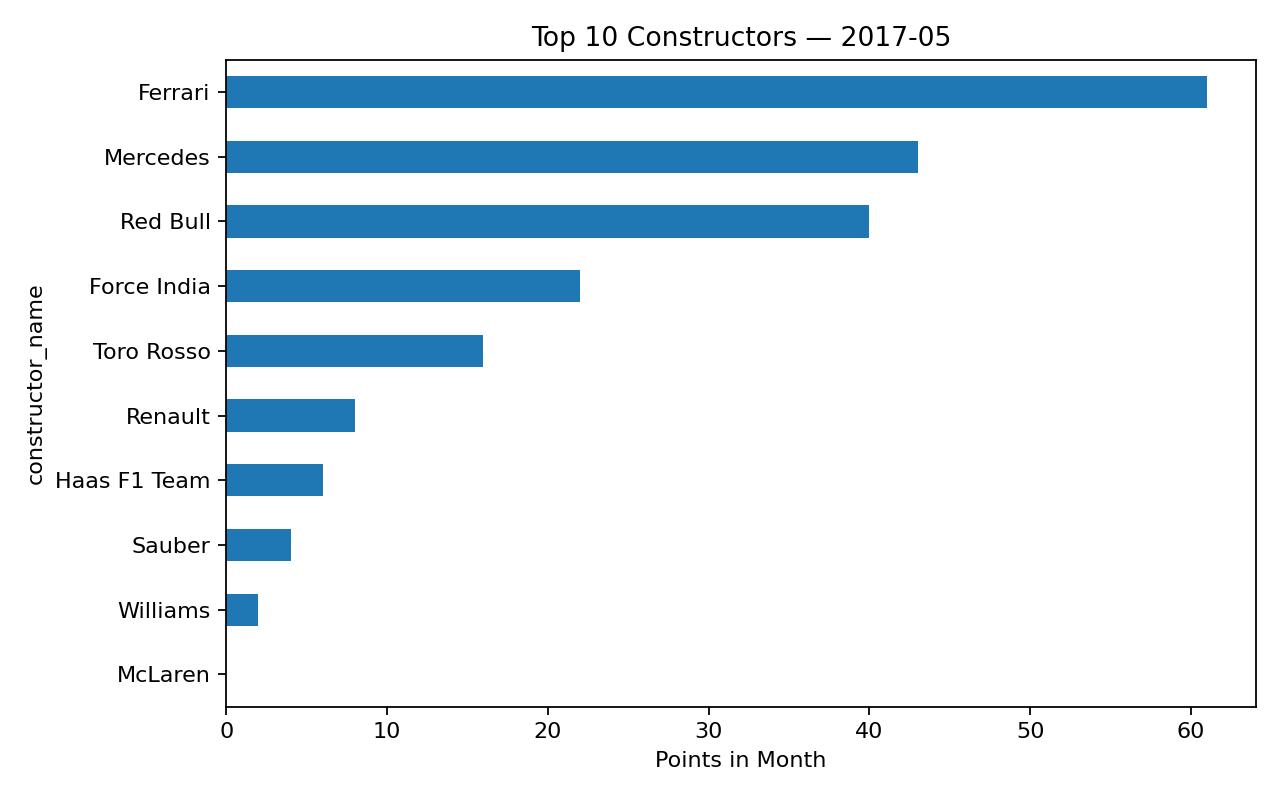 Top 10 Constructors — 2017-05
constructor_name
Ferrari
Mercedes
Red Bull
Force India
Toro Rosso
Renault
Haas F1 Team
Sauber
Williams
McLaren
0 10 20 30 40 50 60
Points in Month